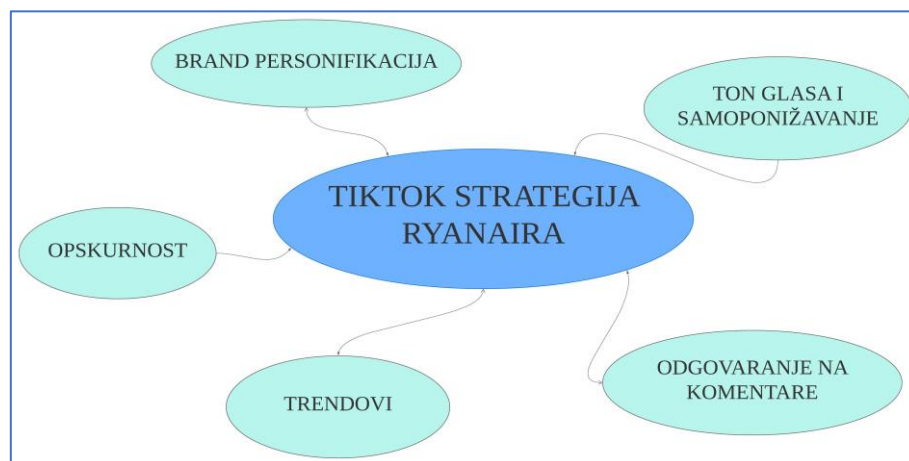 BRAND PERSONIFIKACIJA
TON GLASA I
SAMOPONIŽAVANJE
TIKTOK STRATEGIJA
RYANAIRA
OPSKURNOST
TRENDOVI
ODGOVARANJE NA
KOMENTARE